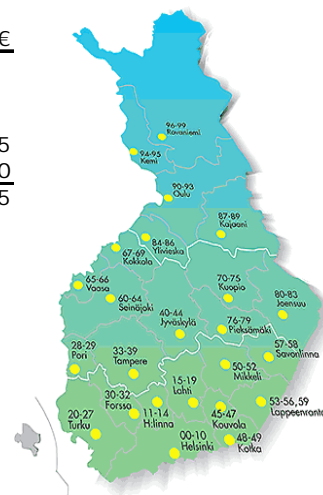 €
5
0
5
96-99
Rovaniemi
94-95
Kemi
90-93
Oulu
87-89
Kajaani
84-86
Ylivieska
67-69
Kokkola
65-66
Vaasa
60-64
Seinäjoki
70-75
Kuopio
80-83
Joensuu
40-44
Jyväskylä
76-79
Pieksämäki
57-58
Savonlinna
28-29
Pori
33-39
Tampere
50-52
Mikkeli
53-56,59
Lappeenranta
30-32
Forssa
15-19
Lahti
11-14
H:linna
45-47
Kouvola
20-27
Turku
48-49
Kotka
00-10
Helsinki